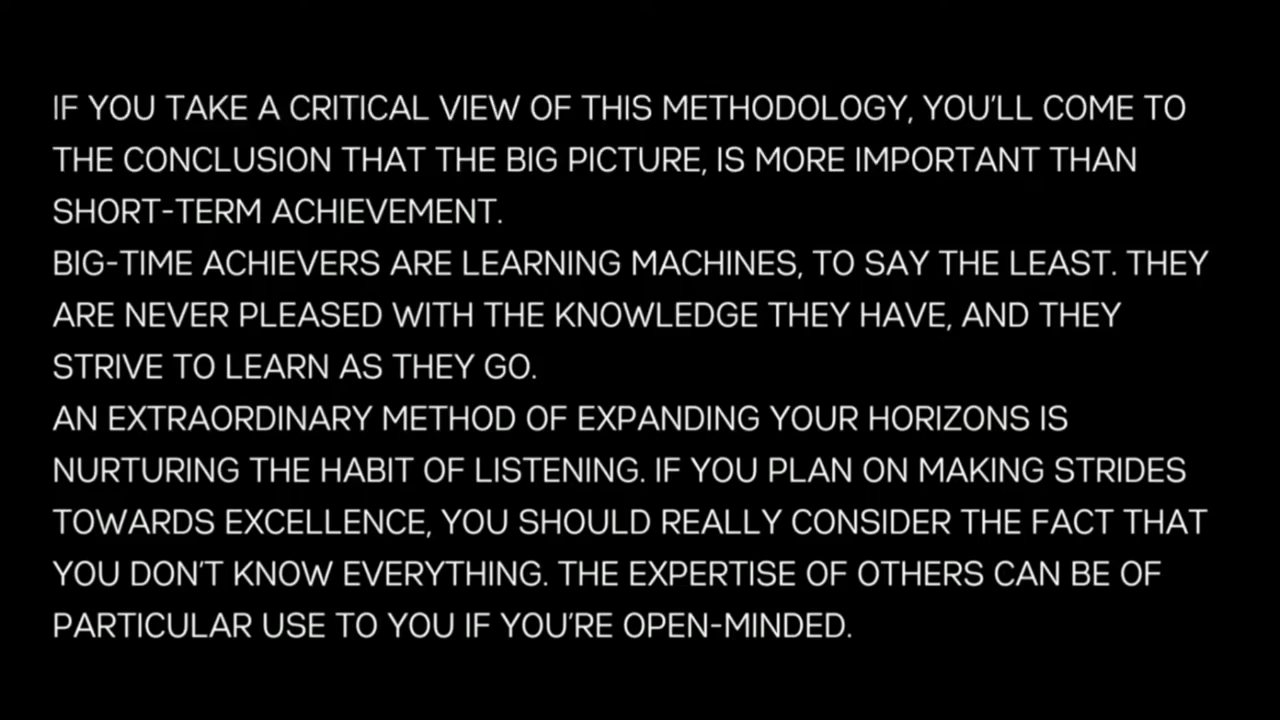 IF YOU TAKE A CRITICAL VIEW OF THIS METHODOLOGY, YOU'LL COME TO
THE CONCLUSION THAT THE BIG PICTURE, IS MORE IMPORTANT THAN
SHORT-TERM ACHIEVEMENT.
BIG-TIME ACHIEVERS ARE LEARNING MACHINES, TO SAY THE LEAST. THEY
ARE NEVER PLEASED WITH THE KNOWLEDGE THEY HAVE, AND THEY
STRIVE TO LEARN AS THEY GO.
AN EXTRAORDINARY METHOD OF EXPANDING YOUR HORIZONS IS
NURTURING THE HABIT OF LISTENING. IF YOU PLAN ON MAKING STRIDES
TOWARDS EXCELLENCE, YOU SHOULD REALLY CONSIDER THE FACT THAT
YOU DON'T KNOW EVERYTHING. THE EXPERTISE OF OTHERS CAN BE OF
PARTICULAR USE TO YOU IF YOU'RE OPEN-MINDED.